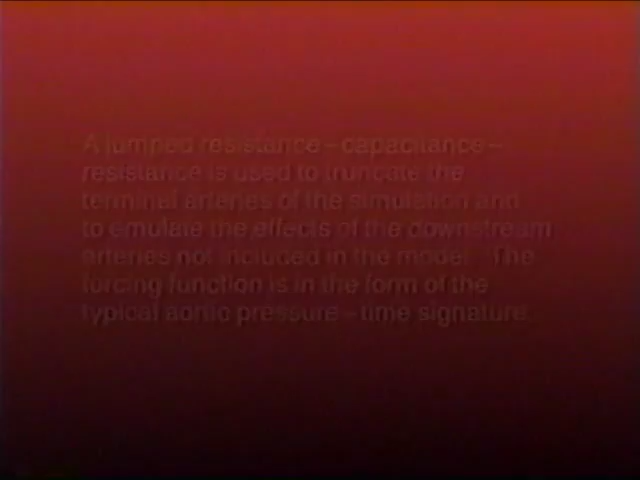 A lumped resistance-capacitance-
resistance is used to truncate the
terminal arteries of the simulation and
to emulate the effects of the downstream
arteries not included in the model. The
forcing function is in the form of the
typical aortic pressure-time signature.